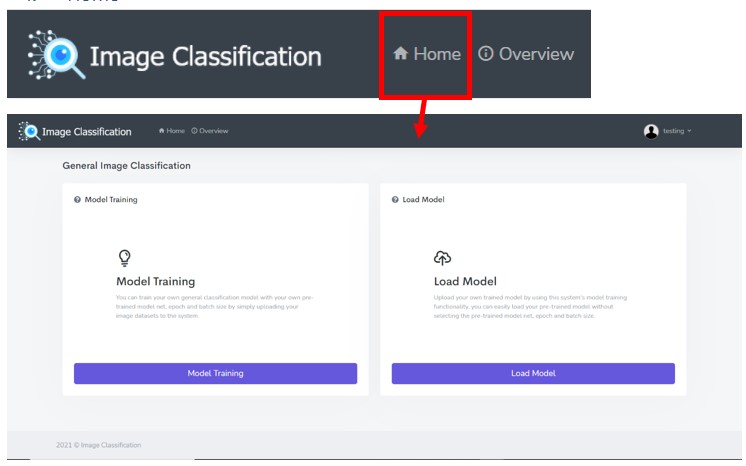 Image Classification
Home
Overview
Image Classification
Home
Overview
testing
General Image Classification
Model Training
Model Training
You can train your own general classification model with your own pre-
trained model net, epoch and batch size by simply uploading your
image datasets to the system.
Model Training
Load Model
Load Model
Upload your own trained model by using this system's model training
functionality, you can easily load your pre-trained model without
selecting the pre-trained model net, epoch and batch size.
Load Model
2021 © Image Classification